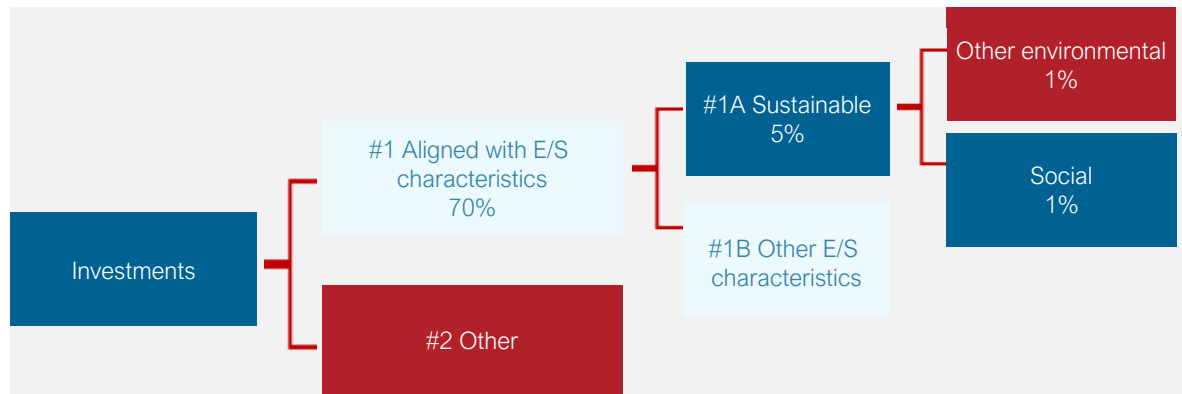 Investments
#1 Aligned with E/S
characteristics
70%
#2 Other
#1A Sustainable
5%
#1B Other E/S
characteristics
Other environmental
1%
Social
1%